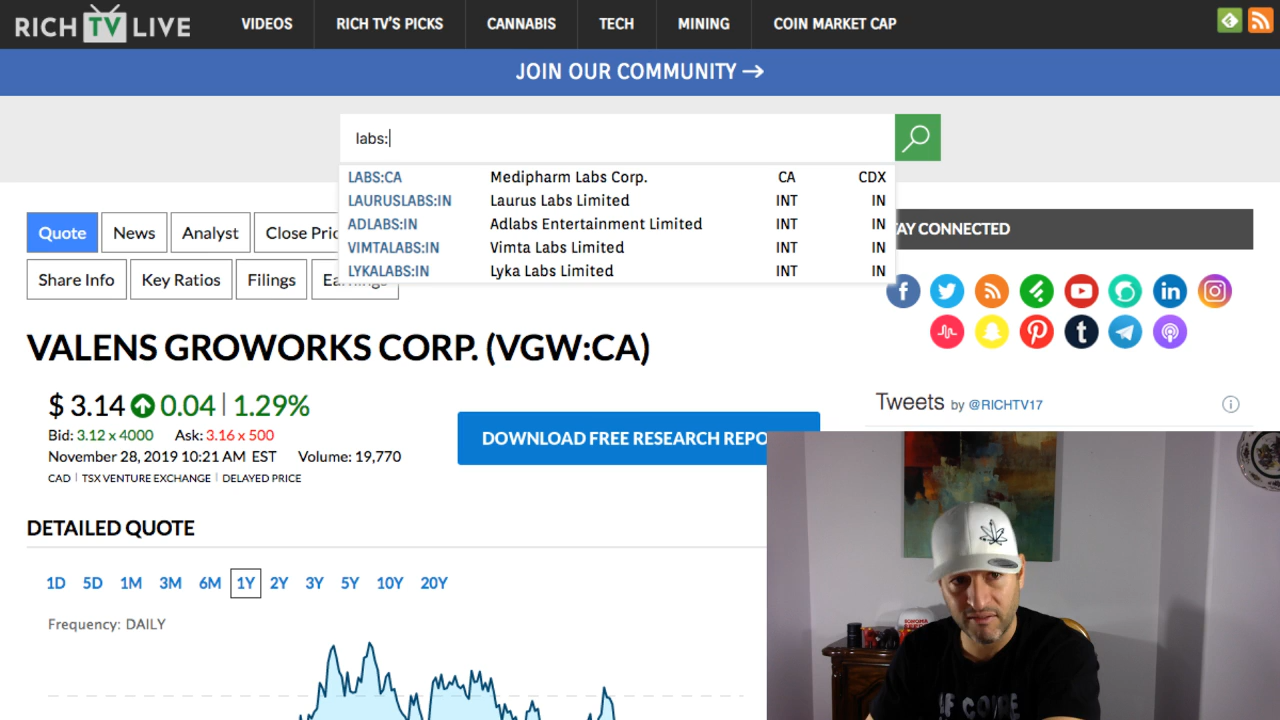 RICH TV LIVE
VIDEOS
RICH TV'S PICKS
CANNABIS
TECH
MINING
COIN MARKET CAP
JOIN OUR COMMUNITY →
labs:
LABS:CA Medipharm Labs Corp. CA CDX
LAURUSLABS:IN Laurus Labs Limited INT IN
ADLABS:IN Adlabs Entertainment Limited INT IN
VIMTALABS:IN Vimta Labs Limited INT IN
LYKALABS:IN Lyka Labs Limited INT IN
Quote
News
Analyst
Close Pric
Share Info
Key Ratios
Filings
Earnings
TAY CONNECTED
VALENS GROWORKS CORP. (VGW:CA)
$ 3.14 0.04 | 1.29%
Bid: 3.12 x 4000 Ask: 3.16 x 500
November 28, 2019 10:21 AM EST Volume: 19,770
CAD | TSX VENTURE EXCHANGE | DELAYED PRICE
DOWNLOAD FREE RESEARCH REPO
Tweets by @RICHTV17
DETAILED QUOTE
1D 5D 1M 3M 6M 1Y 2Y 3Y 5Y 10Y 20Y
Frequency: DAILY